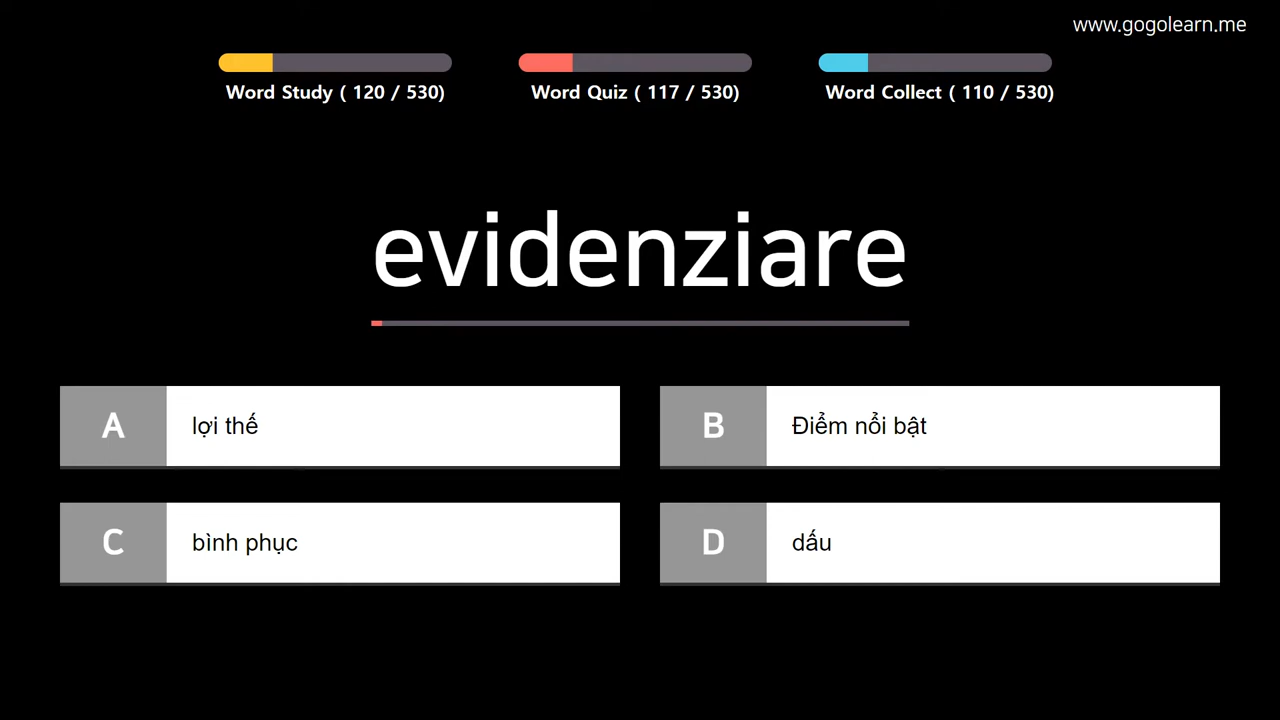 www.gogolearn.me
Word Study ( 120 / 530)
Word Quiz ( 117 / 530)
Word Collect ( 110 / 530)
evidenziare
A lợi thế
B Điểm nổi bật
C bình phục
D dấu